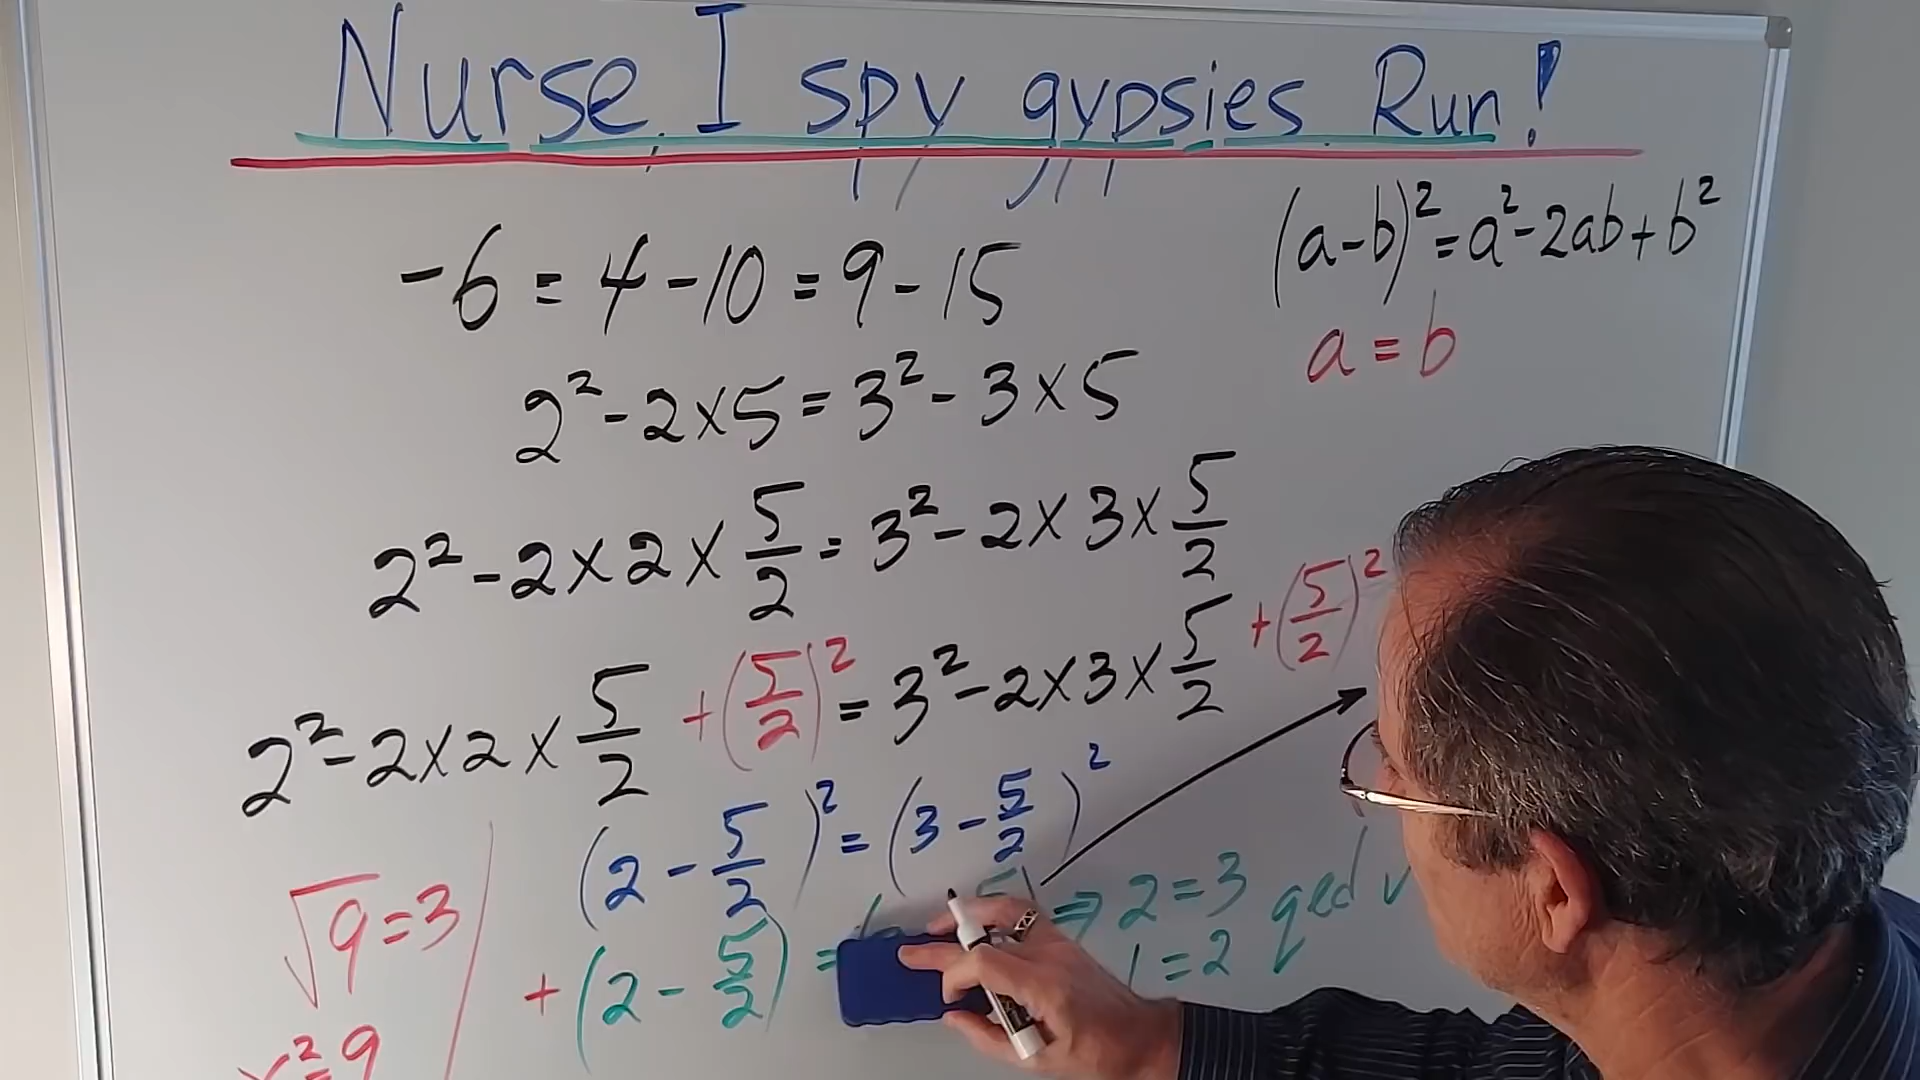 Nurse I spy gypsies Run!
(a-b)²=a²-2ab+b²
-6=4-10=9-15
a=b
2²-2×5=3²-3×5
2²-2×2×5/2=3²-2×3×5/2
2²-2×2×5/2+(5/2)²=3²-2×3×5/2+(5/2)²
(2-5/2)²=(3-5/2)²
√9=3
+(2-5/2)=
⇒2=3 qed
1=2
x²=9